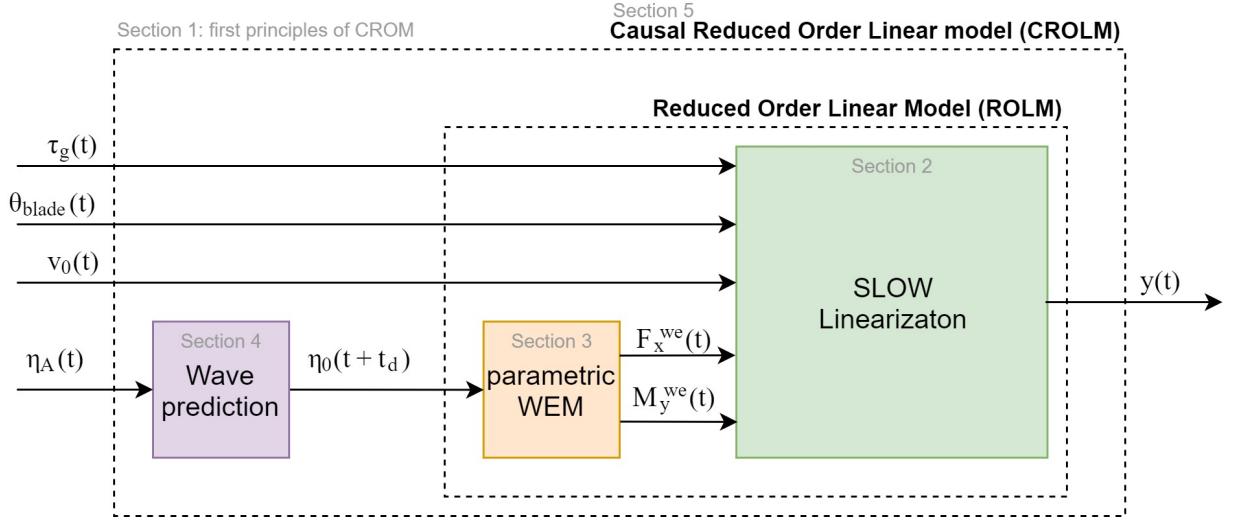 Section 5
Section 1: first principles of CROM
Causal Reduced Order Linear model (CROLM)
Reduced Order Linear Model (ROLM)
τg(t)
θblade(t)
v0(t)
ηA(t)
Section 4
Wave
prediction
η0(t + td)
Section 3
parametric
WEM
Fxwe(t)
Mywe(t)
Section 2
SLOW
Linearizaton
y(t)